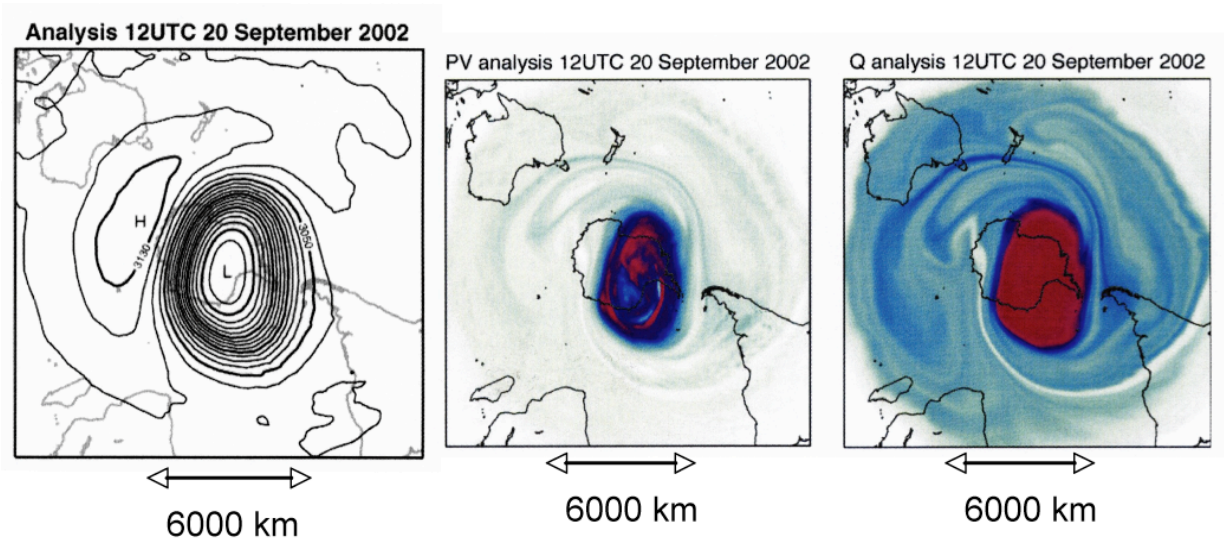 Analysis 12UTC 20 September 2002
PV analysis 12UTC 20 September 2002
Q analysis 12UTC 20 September 2002
H
3130
L
3050
6000 km
6000 km
6000 km